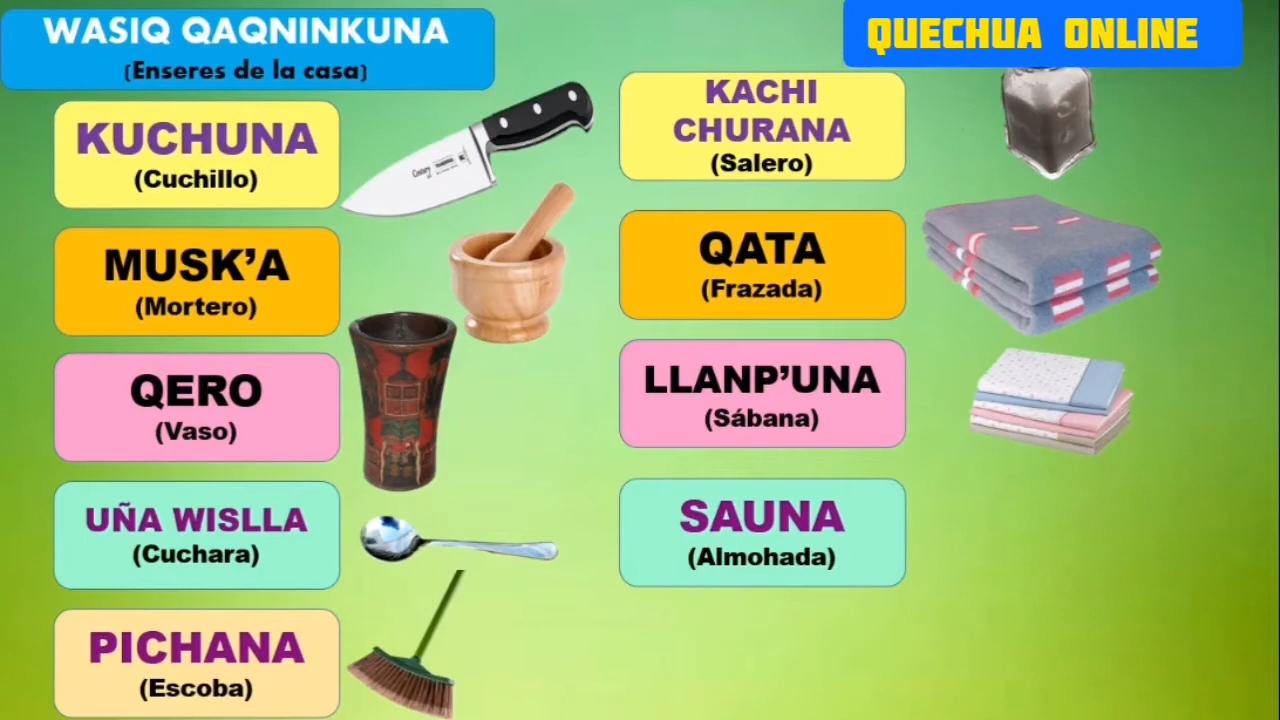 WASIQ QAQNINKUNA
(Enseres de la casa)
QUECHUA ONLINE
KUCHUNA
(Cuchillo)
MUSK’A
(Mortero)
QERO
(Vaso)
UÑA WISLLA
(Cuchara)
PICHANA
(Escoba)
KACHI
CHURANA
(Salero)
QATA
(Frazada)
LLANP’UNA
(Sábana)
SAUNA
(Almohada)
Century